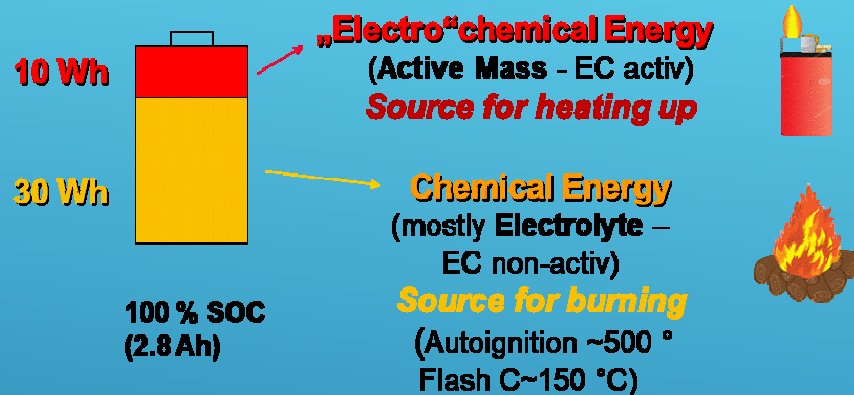 10 Wh
„Electro“chemical Energy
(Active Mass - EC activ)
Source for heating up
30 Wh
Chemical Energy
(mostly Electrolyte –
EC non-activ)
Source for burning
(Autoignition ~500 °
Flash C~150 °C)
100 % SOC
(2.8 Ah)